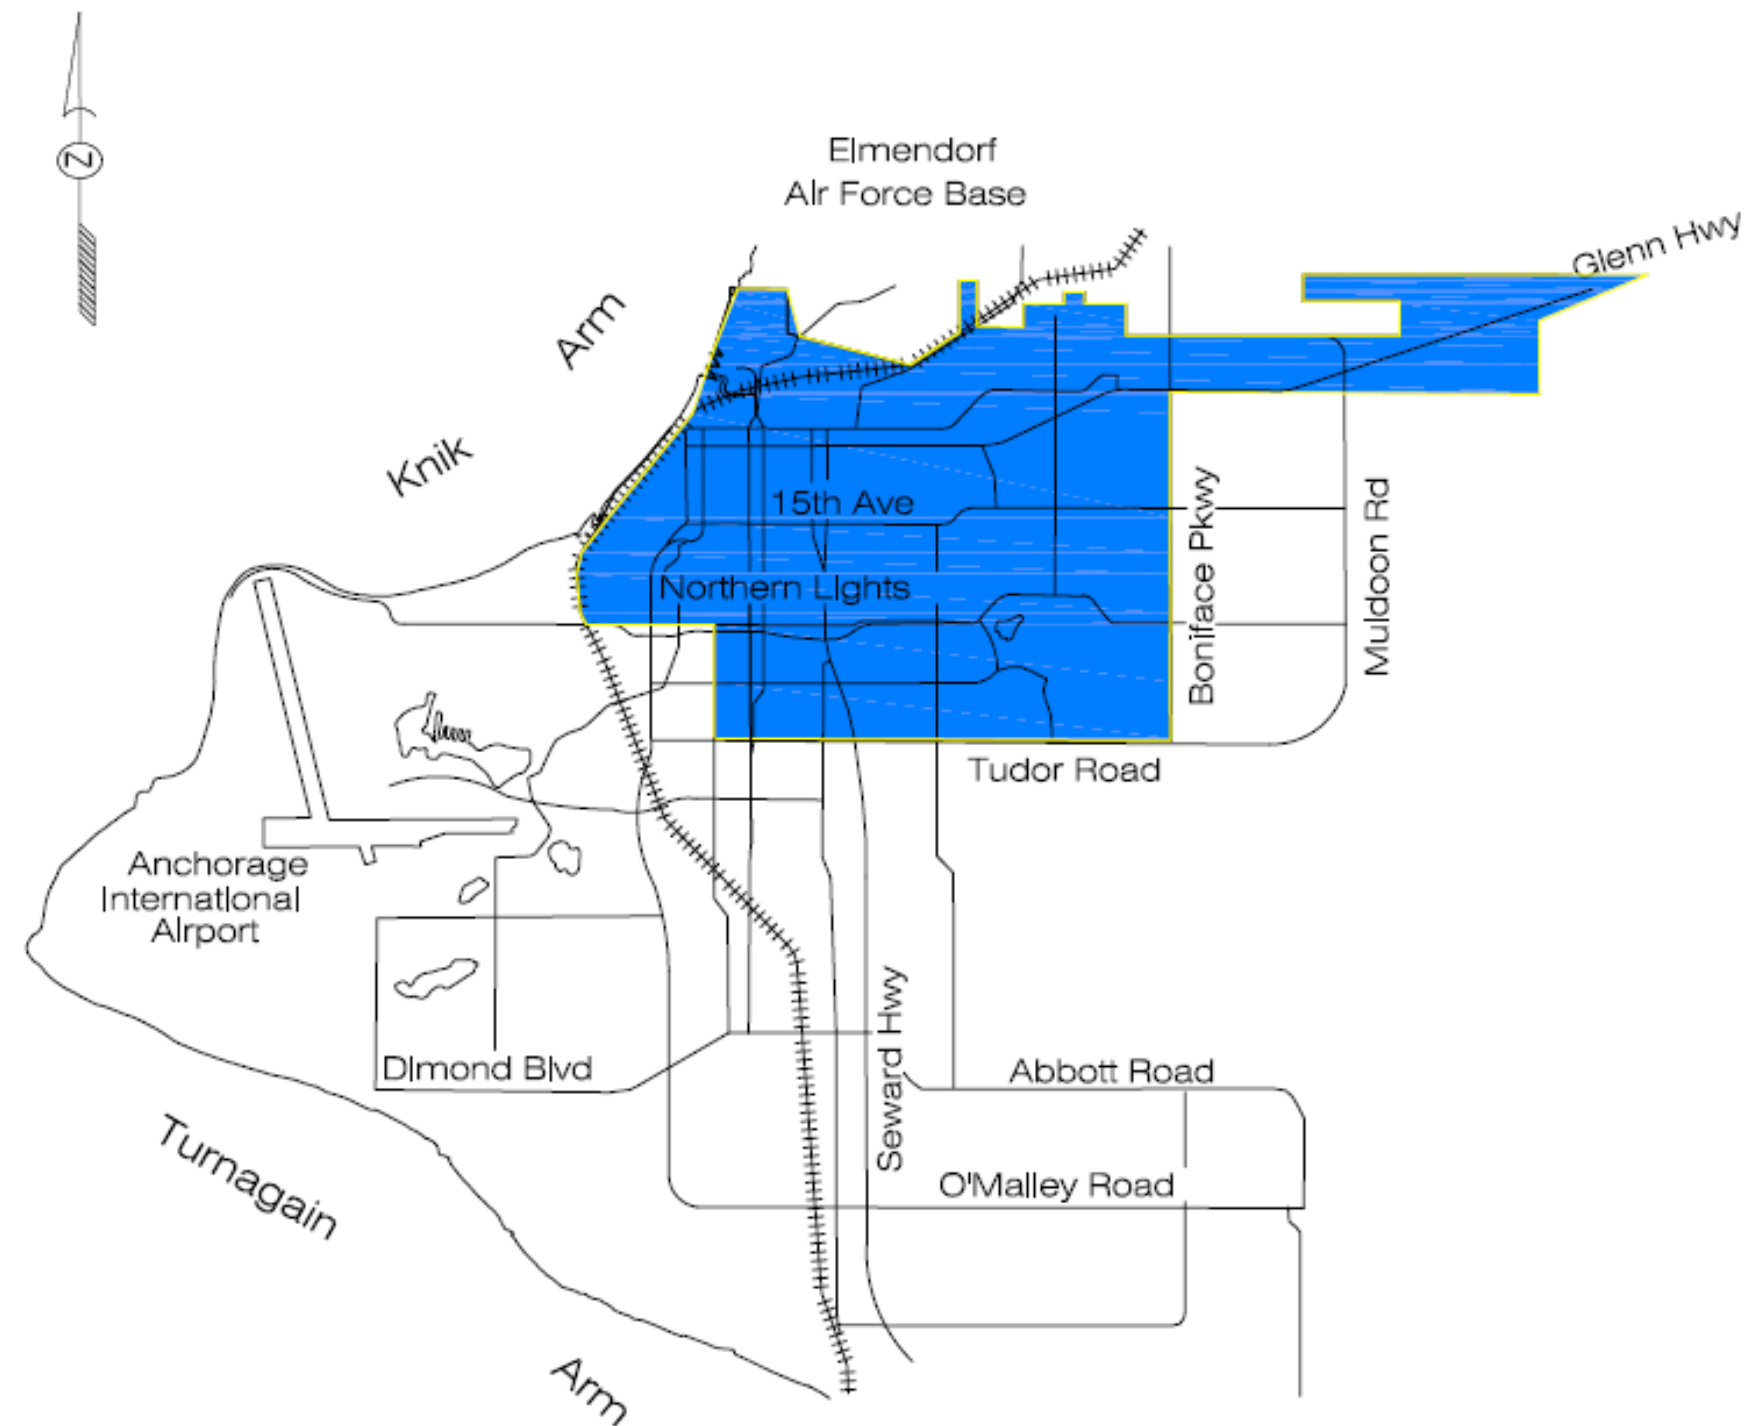 Elmendorf
Air Force Base
Glenn Hwy
Knik Arm
15th Ave
Northern Lights
Boniface Pkwy
Muldoon Rd
Tudor Road
Anchorage
International
Airport
Dimond Blvd
Seward Hwy
Abbott Road
O'Malley Road
Turnagain Arm
Z